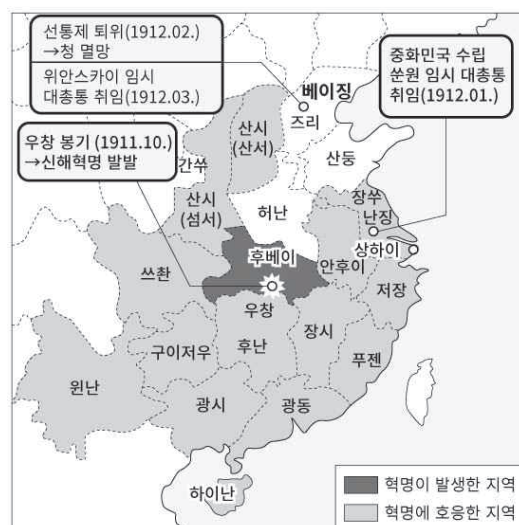 선통제 퇴위(1912.02.)
→청 멸망
위안스카이 임시
대총통 취임(1912.03.)
중화민국 수립
쑨원 임시 대총통
취임(1912.01.)
베이징
즈리
우창 봉기 (1911.10.)
→신해혁명 발발
산시
(산서)
산둥
간쑤
산시
(섬서)
허난
장쑤
난징
상하이
후베이
안후이
쓰촨
우창
저장
구이저우
후난
장시
푸젠
윈난
광시
광동
하이난
혁명이 발생한 지역
혁명에 호응한 지역